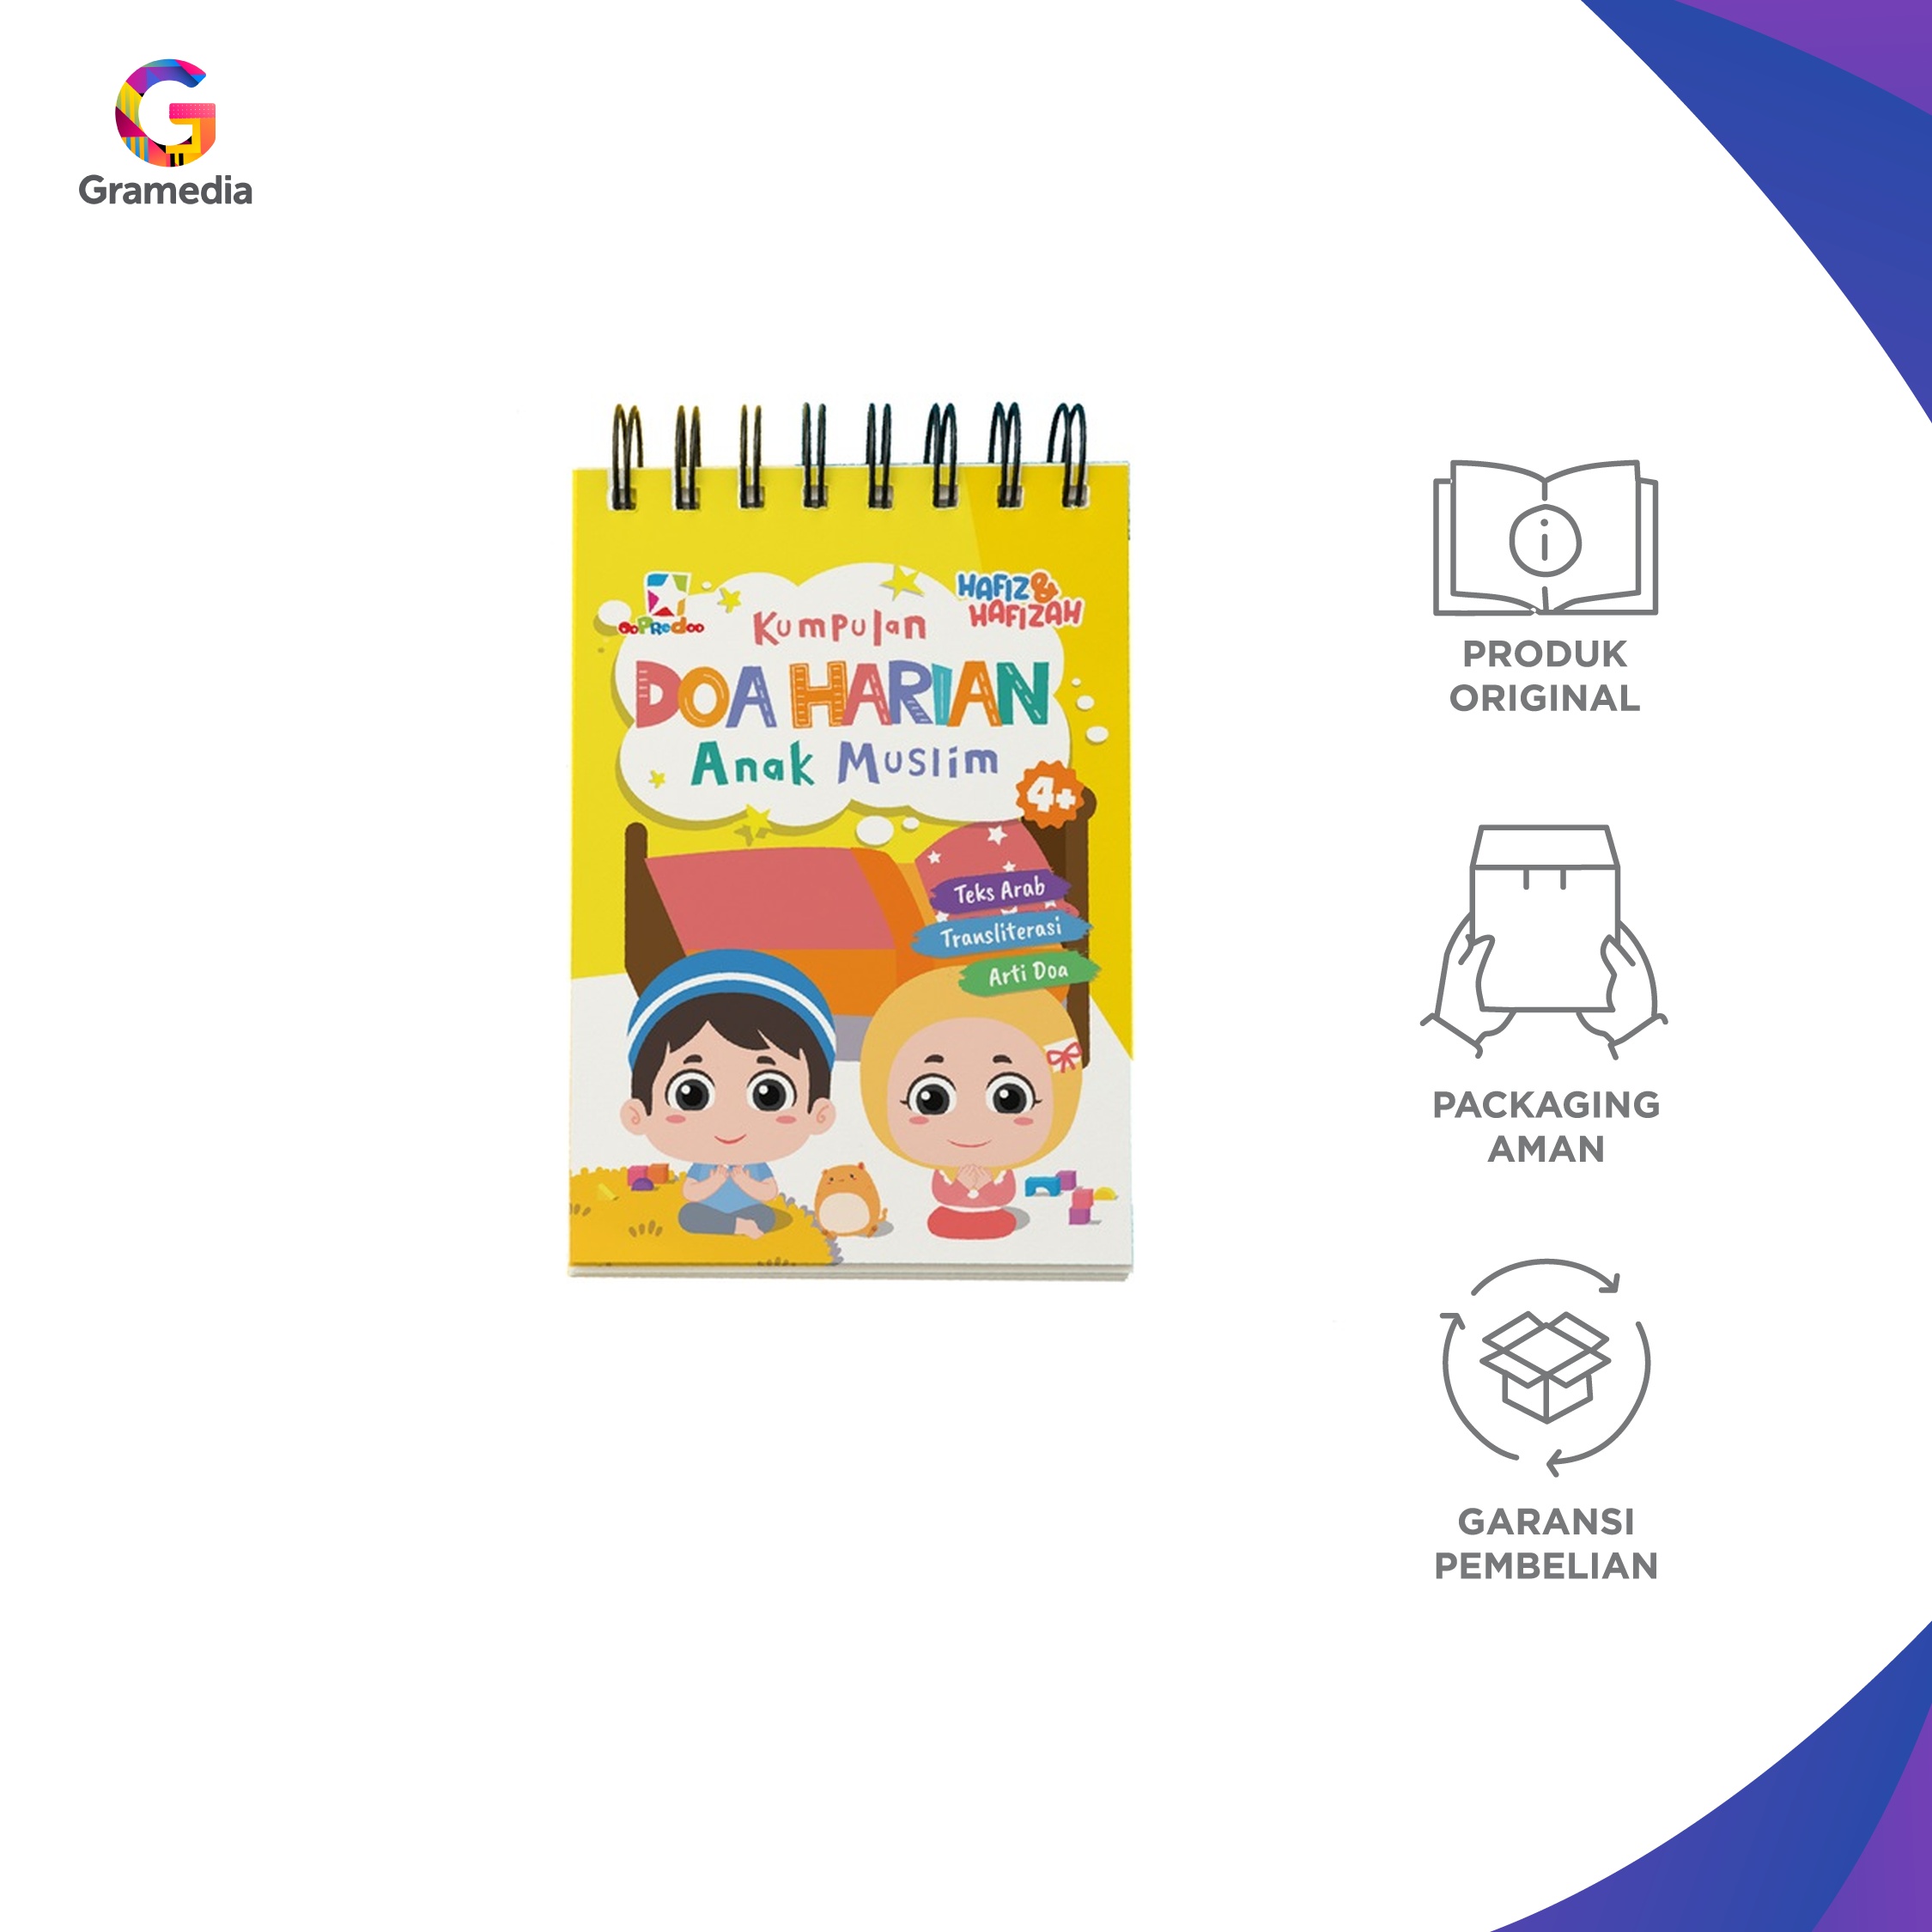 Gramedia
OoPRedoo
HAFIZ &
HAFIZAH
Kumpulan
DOA HARIAN
Anak Muslim
4+
Teks Arab
Transliterasi
Arti Doa
i
PRODUK
ORIGINAL
PACKAGING
AMAN
GARANSI
PEMBELIAN